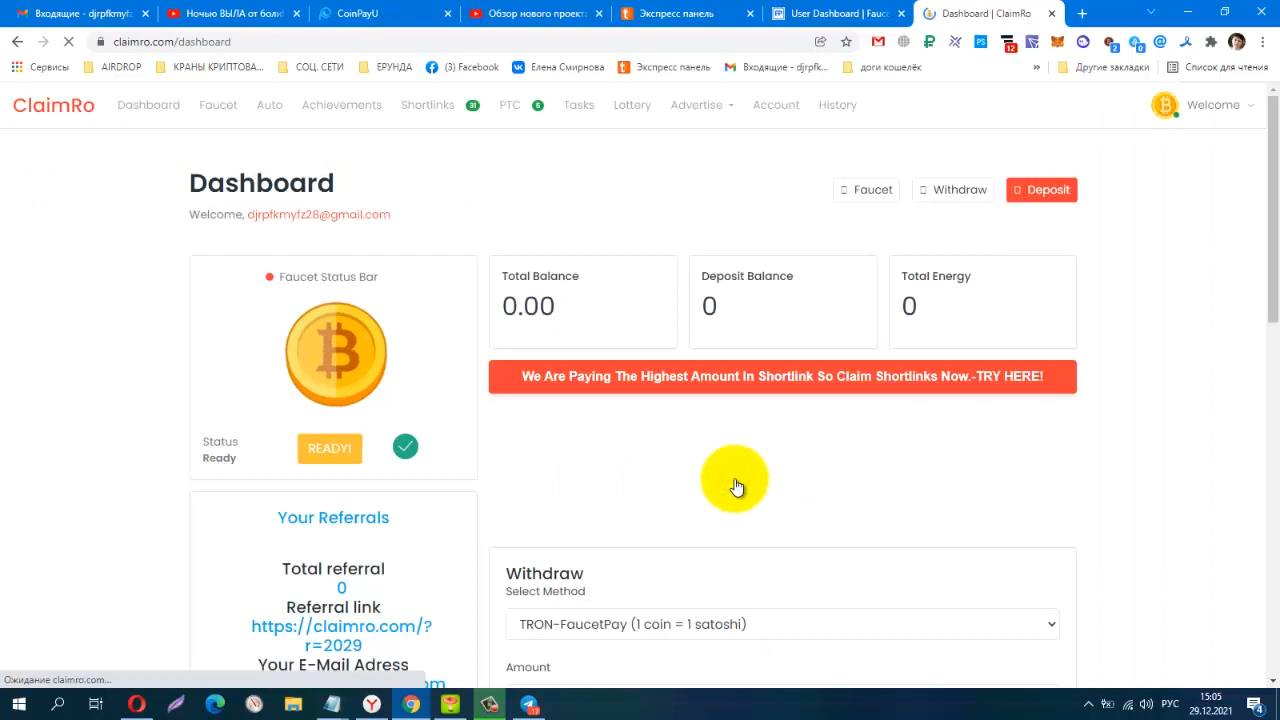 Входящие - djrpfkmyfz
Ночью ВЫЛА от боли
CoinPayU
Обзор нового проекта
Экспресс панель
User Dashboard | Fauce
Dashboard | ClaimRo
claimro.com/dashboard
Сервисы
AIRDROP
КРАНЫ КРИПТОВА...
СОЦ. СЕТИ
ЕРУНДА
(3) Facebook
Елена Смирнова
Экспресс панель
Входящие - djrpfk...
доги кошелёк
»
Другие закладки
Список для чтения
ClaimRo
Dashboard
Faucet
Auto
Achievements
Shortlinks 31
PTC 5
Tasks
Lottery
Advertise
Account
History
Welcome
Dashboard
Welcome, djrpfkmyfz28@gmail.com
Faucet
Withdraw
Deposit
Faucet Status Bar
Status
Ready
READY!
Total Balance
0.00
Deposit Balance
0
Total Energy
0
We Are Paying The Highest Amount In Shortlink So Claim Shortlinks Now.-TRY HERE!
Your Referrals
Total referral
0
Referral link
https://claimro.com/?
r=2029
Your E-Mail Adress
Withdraw
Select Method
TRON-FaucetPay (1 coin = 1 satoshi)
Amount
Ожидание claimro.com...
РУС
15:05
29.12.2021